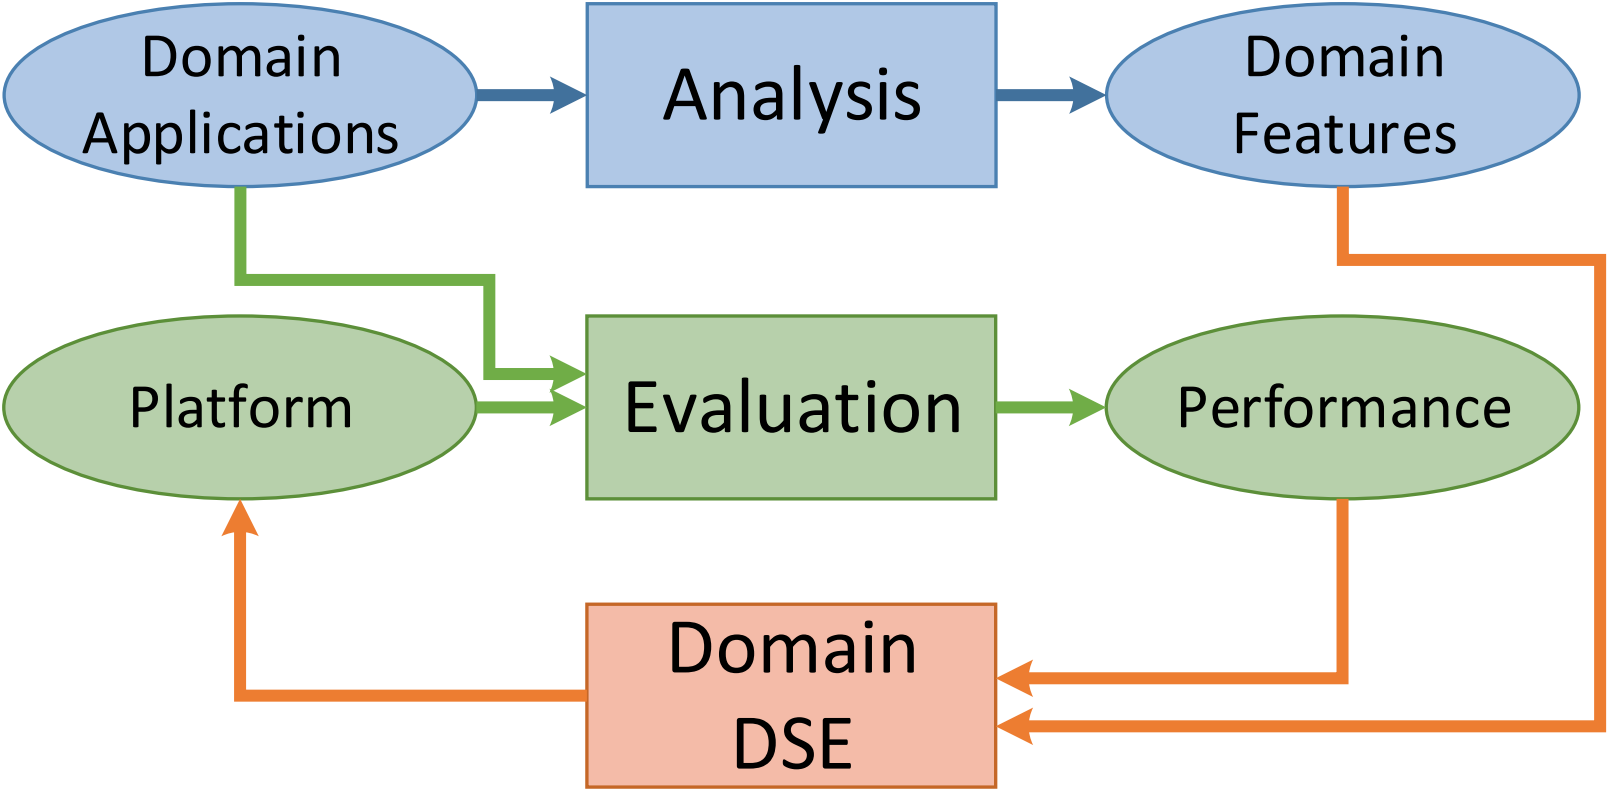 Domain
Applications
Analysis
Domain
Features
Platform
Evaluation
Performance
Domain
DSE